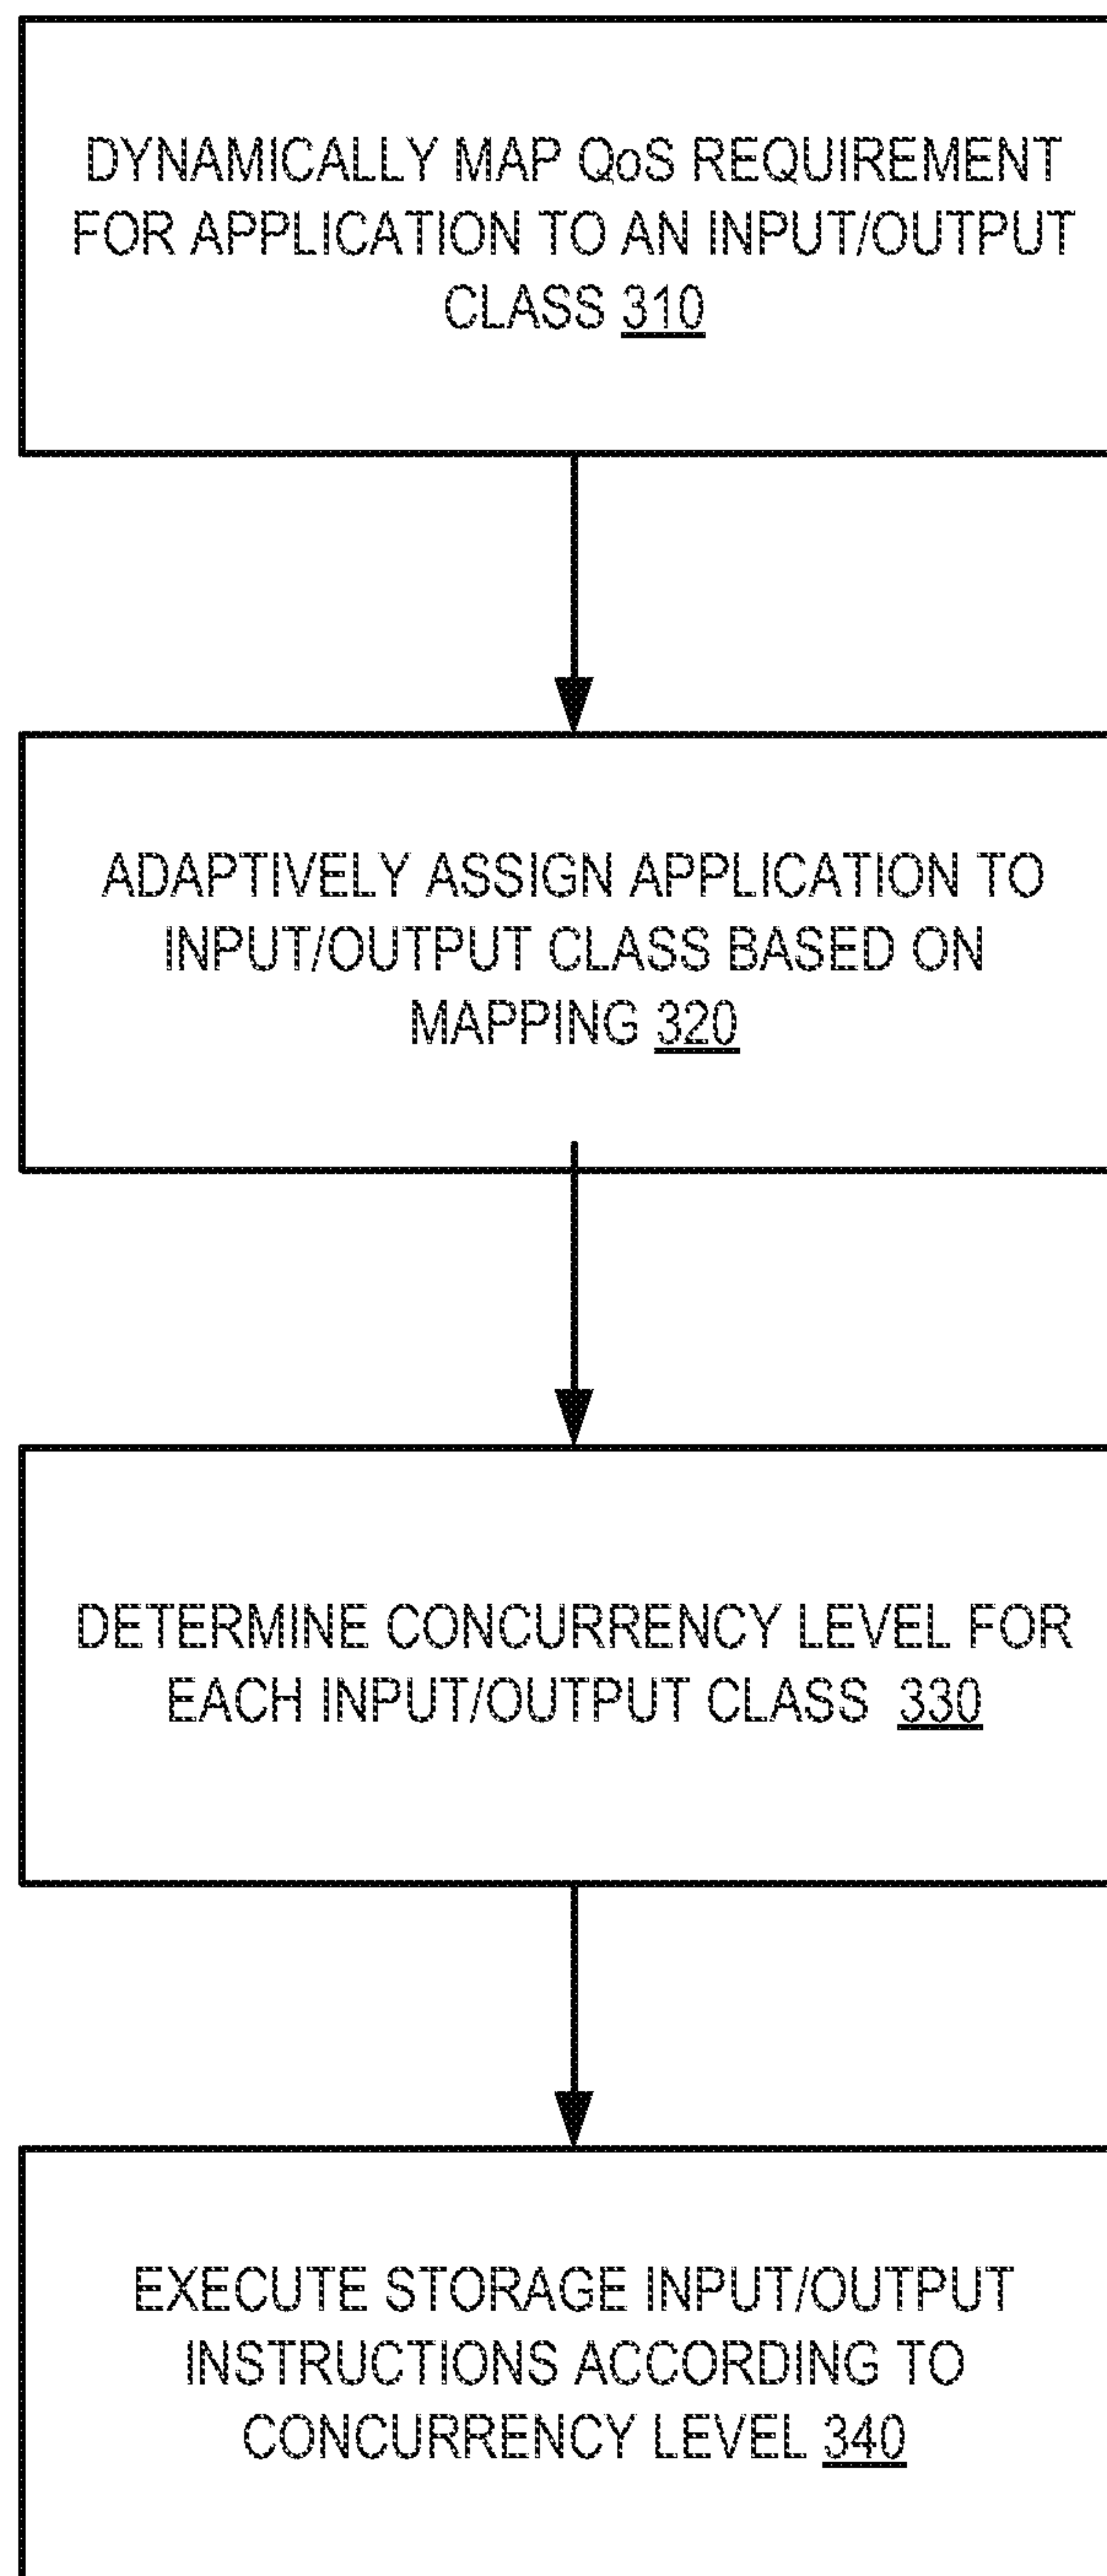 DYNAMICALLY MAP QoS REQUIREMENT
FOR APPLICATION TO AN INPUT/OUTPUT
CLASS 310
ADAPTIVELY ASSIGN APPLICATION TO
INPUT/OUTPUT CLASS BASED ON
MAPPING 320
DETERMINE CONCURRENCY LEVEL FOR
EACH INPUT/OUTPUT CLASS 330
EXECUTE STORAGE INPUT/OUTPUT
INSTRUCTIONS ACCORDING TO
CONCURRENCY LEVEL 340